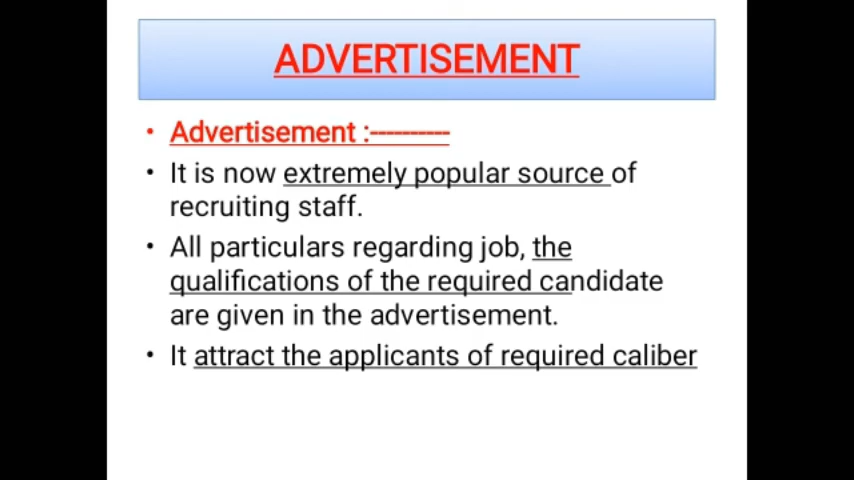 ADVERTISEMENT
• Advertisement :----------
• It is now extremely popular source of
recruiting staff.
• All particulars regarding job, the
qualifications of the required candidate
are given in the advertisement.
• It attract the applicants of required caliber